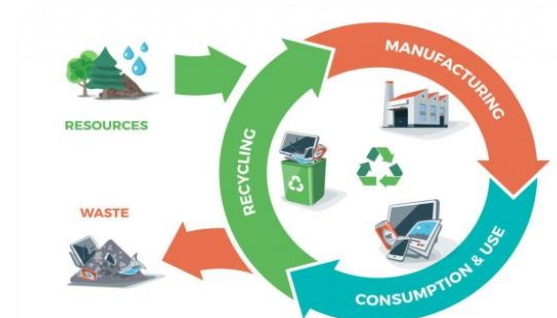 RESOURCES
MANUFACTURING
RECYCLING
WASTE
CONSUMPTION & USE